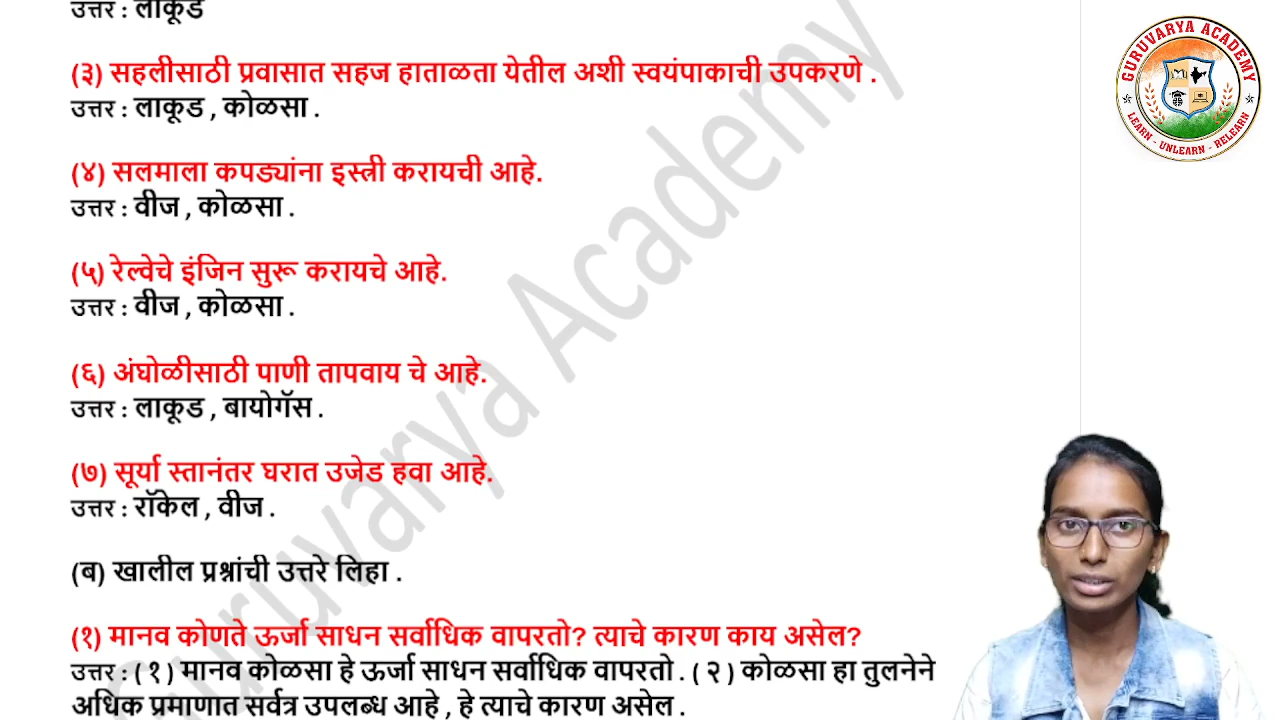 उत्तर : लाकूड
(३) सहलीसाठी प्रवासात सहज हाताळता येतील अशी स्वयंपाकाची उपकरणे .
उत्तर : लाकूड , कोळसा .
(४) सलमाला कपड्यांना इस्त्री करायची आहे.
उत्तर : वीज , कोळसा .
(५) रेल्वेचे इंजिन सुरू करायचे आहे.
उत्तर : वीज , कोळसा .
(६) अंघोळीसाठी पाणी तापवाय चे आहे.
उत्तर : लाकूड , बायोगॅस .
(७) सूर्या स्तानंतर घरात उजेड हवा आहे.
उत्तर : रॉकेल , वीज .
(ब) खालील प्रश्नांची उत्तरे लिहा .
(१) मानव कोणते ऊर्जा साधन सर्वाधिक वापरतो? त्याचे कारण काय असेल?
उत्तर : ( १ ) मानव कोळसा हे ऊर्जा साधन सर्वाधिक वापरतो . ( २ ) कोळसा हा तुलनेने
अधिक प्रमाणात सर्वत्र उपलब्ध आहे , हे त्याचे कारण असेल .
Guruvarya Academy
GURUVARYA ACADEMY
LEARN - UNLEARN - RELEARN